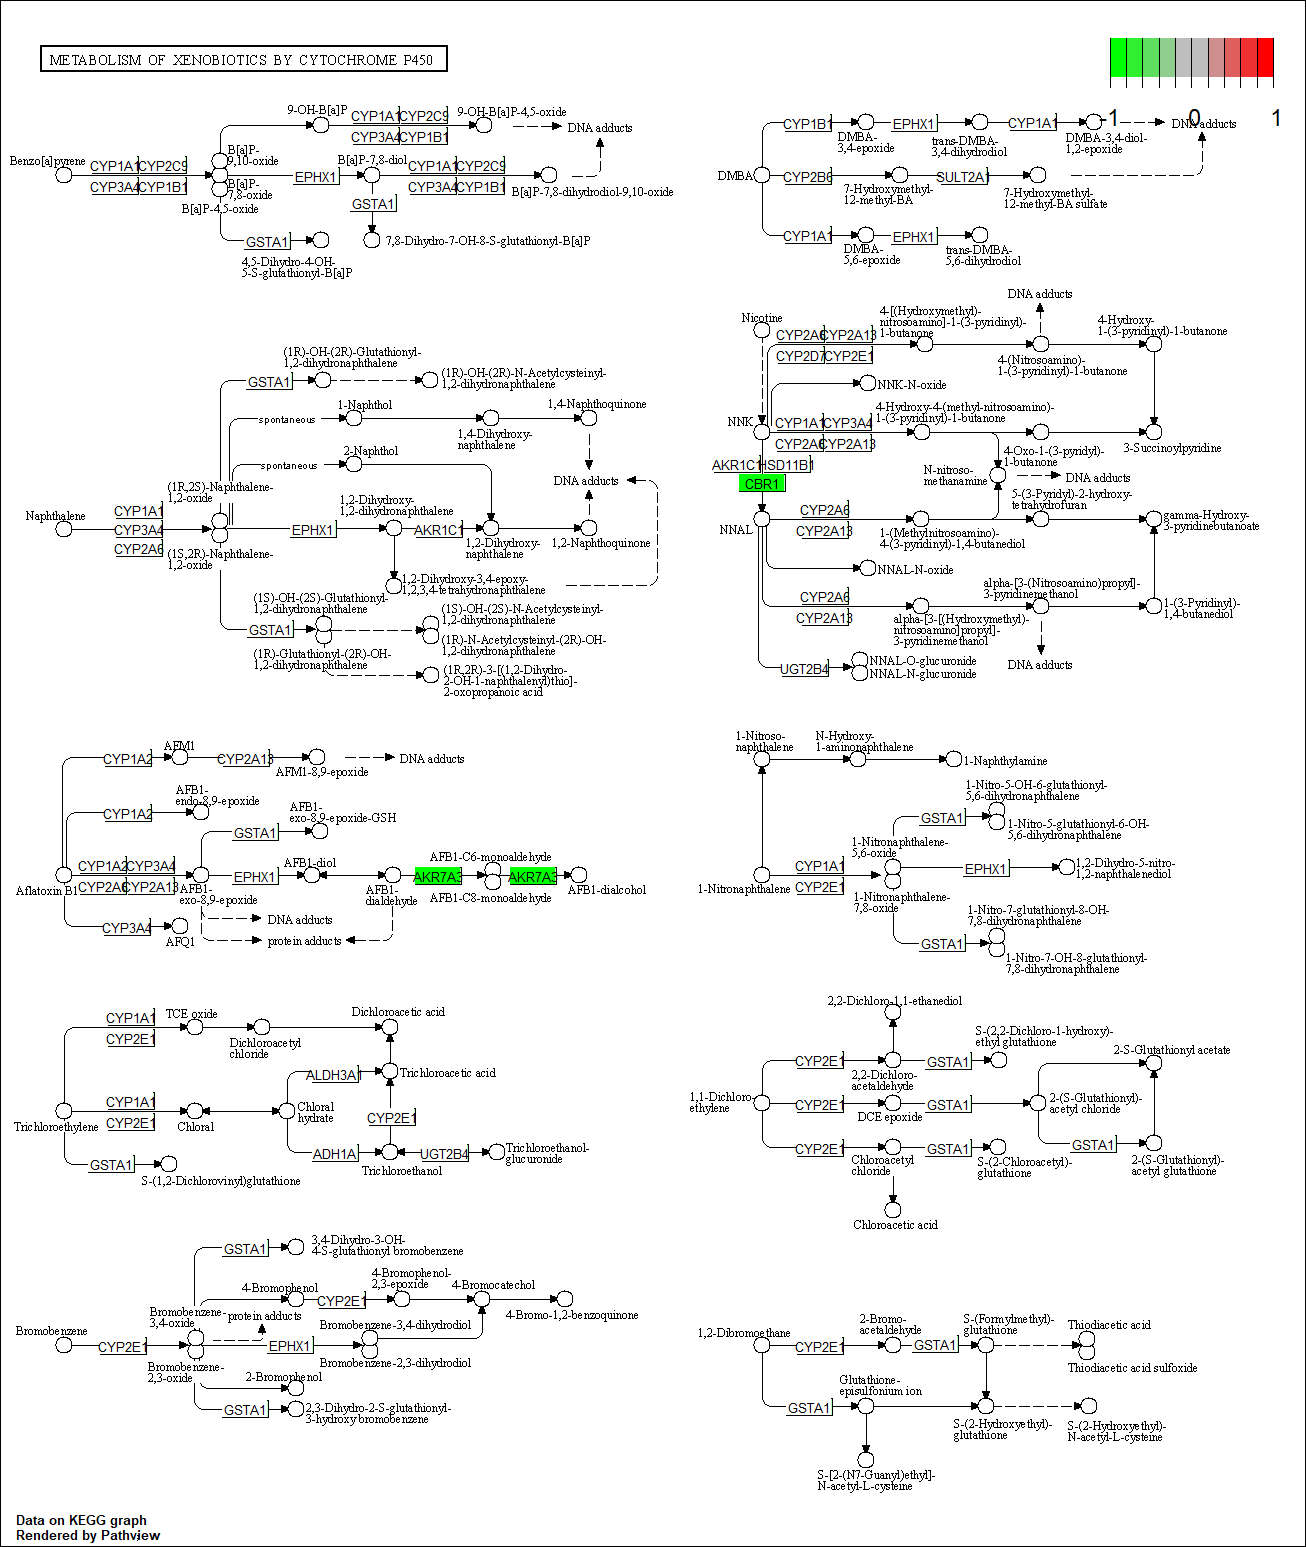 METABOLISM OF XENOBIOTICS BY CYTOCHROME P450
-1 0 1
9-OH-B[a]P
CYP1A1 CYP2C9
CYP3A4 CYP1B1
9-OH-B[a]P-4,5-oxide
DNA adducts
Benzo[a]pyrene
CYP1A1 CYP2C9
CYP3A4 CYP1B1
B[a]P-
9,10-oxide
B[a]P-
7,8-oxide
B[a]P-4,5-oxide
EPHX1
B[a]P-7,8-diol
CYP1A1 CYP2C9
CYP3A4 CYP1B1
B[a]P-7,8-dihydrodiol-9,10-oxide
GSTA1
7,8-Dihydro-7-OH-8-S-glutathionyl-B[a]P
GSTA1
4,5-Dihydro-4-OH-
5-S-glutathionyl-B[a]P
DMBA
CYP1B1
DMBA-
3,4-epoxide
EPHX1
trans-DMBA-
3,4-dihydrodiol
CYP1A1
DMBA-3,4-diol-
1,2-epoxide
DNA adducts
CYP2B6
7-Hydroxymethyl-
12-methyl-BA
SULT2A1
7-Hydroxymethyl-
12-methyl-BA sulfate
CYP1A1
DMBA-
5,6-epoxide
EPHX1
trans-DMBA-
5,6-dihydrodiol
Naphthalene
CYP1A1
CYP3A4
CYP2A6
(1R,2S)-Naphthalene-
1,2-oxide
(1S,2R)-Naphthalene-
1,2-oxide
GSTA1
(1R)-OH-(2R)-Glutathionyl-
1,2-dihydronaphthalene
(1R)-OH-(2R)-N-Acetylcysteinyl-
1,2-dihydronaphthalene
spontaneous
1-Naphthol
1,4-Dihydroxy-
naphthalene
1,4-Naphthoquinone
spontaneous
2-Naphthol
DNA adducts
EPHX1
1,2-Dihydroxy-
1,2-dihydronaphthalene
AKR1C1
1,2-Dihydroxy-
naphthalene
1,2-Naphthoquinone
1,2-Dihydroxy-3,4-epoxy-
1,2,3,4-tetrahydronaphthalene
(1S)-OH-(2S)-Glutathionyl-
1,2-dihydronaphthalene
GSTA1
(1R)-Glutathionyl-(2R)-OH-
1,2-dihydronaphthalene
(1S)-OH-(2S)-N-Acetylcysteinyl-
1,2-dihydronaphthalene
(1R)-N-Acetylcysteinyl-(2R)-OH-
1,2-dihydronaphthalene
(1R,2R)-3-[(1,2-Dihydro-
2-OH-1-naphthalenyl)thio]-
2-oxopropanoic acid
Nicotine
NNK
CYP2A6 CYP2A13
CYP2D7 CYP2E1
4-[(Hydroxymethyl)-
nitrosoamino]-1-(3-pyridinyl)-
1-butanone
DNA adducts
4-(Nitrosoamino)-
1-(3-pyridinyl)-1-butanone
4-Hydroxy-
1-(3-pyridinyl)-1-butanone
NNK-N-oxide
CYP1A1 CYP3A4
CYP2A6 CYP2A13
4-Hydroxy-4-(methyl-nitrosoamino)-
1-(3-pyridinyl)-1-butanone
4-Oxo-1-(3-pyridyl)-
1-butanone
3-Succinoylpyridine
AKR1C1 HSD11B1
CBR1
N-nitroso-
methanamine
DNA adducts
NNAL
CYP2A6
CYP2A13
1-(Methylnitrosoamino)-
4-(3-pyridinyl)-1,4-butanediol
5-(3-Pyridyl)-2-hydroxy-
tetrahydrofuran
gamma-Hydroxy-
3-pyridinebutanoate
NNAL-N-oxide
CYP2A6
CYP2A13
alpha-[3-[(Hydroxymethyl)-
nitrosoamino]propyl]-
3-pyridinemethanol
alpha-[3-(Nitrosoamino)propyl]-
3-pyridinemethanol
1-(3-Pyridinyl)-
1,4-butanediol
DNA adducts
UGT2B4
NNAL-O-glucuronide
NNAL-N-glucuronide
Aflatoxin B1
CYP1A2
AFM1
CYP2A13
AFM1-8,9-epoxide
DNA adducts
CYP1A2
AFB1-
endo-8,9-epoxide
GSTA1
AFB1-
exo-8,9-epoxide-GSH
CYP1A2 CYP3A4
CYP2A6 CYP2A13
AFB1-
exo-8,9-epoxide
EPHX1
AFB1-diol
AFB1-
dialdehyde
AKR7A3
AFB1-C6-monoaldehyde
AFB1-C8-monoaldehyde
AKR7A3
AFB1-dialcohol
CYP3A4
AFQ1
DNA adducts
protein adducts
1-Nitroso-
naphthalene
N-Hydroxy-
1-aminonaphthalene
1-Naphthylamine
1-Nitronaphthalene
CYP1A1
CYP2E1
1-Nitronaphthalene-
5,6-oxide
1-Nitronaphthalene-
7,8-oxide
GSTA1
1-Nitro-5-OH-6-glutathionyl-
5,6-dihydronaphthalene
1-Nitro-5-glutathionyl-6-OH-
5,6-dihydronaphthalene
EPHX1
1,2-Dihydro-5-nitro-
1,2-naphthalenediol
GSTA1
1-Nitro-7-glutathionyl-8-OH-
7,8-dihydronaphthalene
1-Nitro-7-OH-8-glutathionyl-
7,8-dihydronaphthalene
Trichloroethylene
CYP1A1
CYP2E1
TCE oxide
Dichloroacetyl
chloride
Dichloroacetic acid
CYP1A1
CYP2E1
Chloral
Chloral
hydrate
ALDH3A1
Trichloroacetic acid
CYP2E1
ADH1A
Trichloroethanol
UGT2B4
Trichloroethanol-
glucuronide
GSTA1
S-(1,2-Dichlorovinyl)glutathione
1,1-Dichloro-
ethylene
2,2-Dichloro-1,1-ethanediol
CYP2E1
2,2-Dichloro-
acetaldehyde
GSTA1
S-(2,2-Dichloro-1-hydroxy)-
ethyl glutathione
CYP2E1
DCE epoxide
GSTA1
2-(S-Glutathionyl)-
acetyl chloride
2-S-Glutathionyl acetate
GSTA1
2-(S-Glutathionyl)-
acetyl glutathione
CYP2E1
Chloroacetyl
chloride
GSTA1
S-(2-Chloroacetyl)-
glutathione
Chloroacetic acid
Bromobenzene
CYP2E1
Bromobenzene-
3,4-oxide
Bromobenzene-
2,3-oxide
GSTA1
3,4-Dihydro-3-OH-
4-S-glutathionyl bromobenzene
4-Bromophenol
CYP2E1
4-Bromophenol-
2,3-epoxide
4-Bromocatechol
4-Bromo-1,2-benzoquinone
protein adducts
EPHX1
Bromobenzene-3,4-dihydrodiol
Bromobenzene-2,3-dihydrodiol
2-Bromophenol
GSTA1
2,3-Dihydro-2-S-glutathionyl-
3-hydroxy bromobenzene
1,2-Dibromoethane
CYP2E1
2-Bromo-
acetaldehyde
GSTA1
S-(Formylmethyl)-
glutathione
Thiodiacetic acid
Thiodiacetic acid sulfoxide
GSTA1
Glutathione-
episulfonium ion
S-(2-Hydroxyethyl)-
glutathione
S-(2-Hydroxyethyl)-
N-acetyl-L-cysteine
S-[2-(N7-Guanyl)ethyl]-
N-acetyl-L-cysteine
Data on KEGG graph
Rendered by Pathview